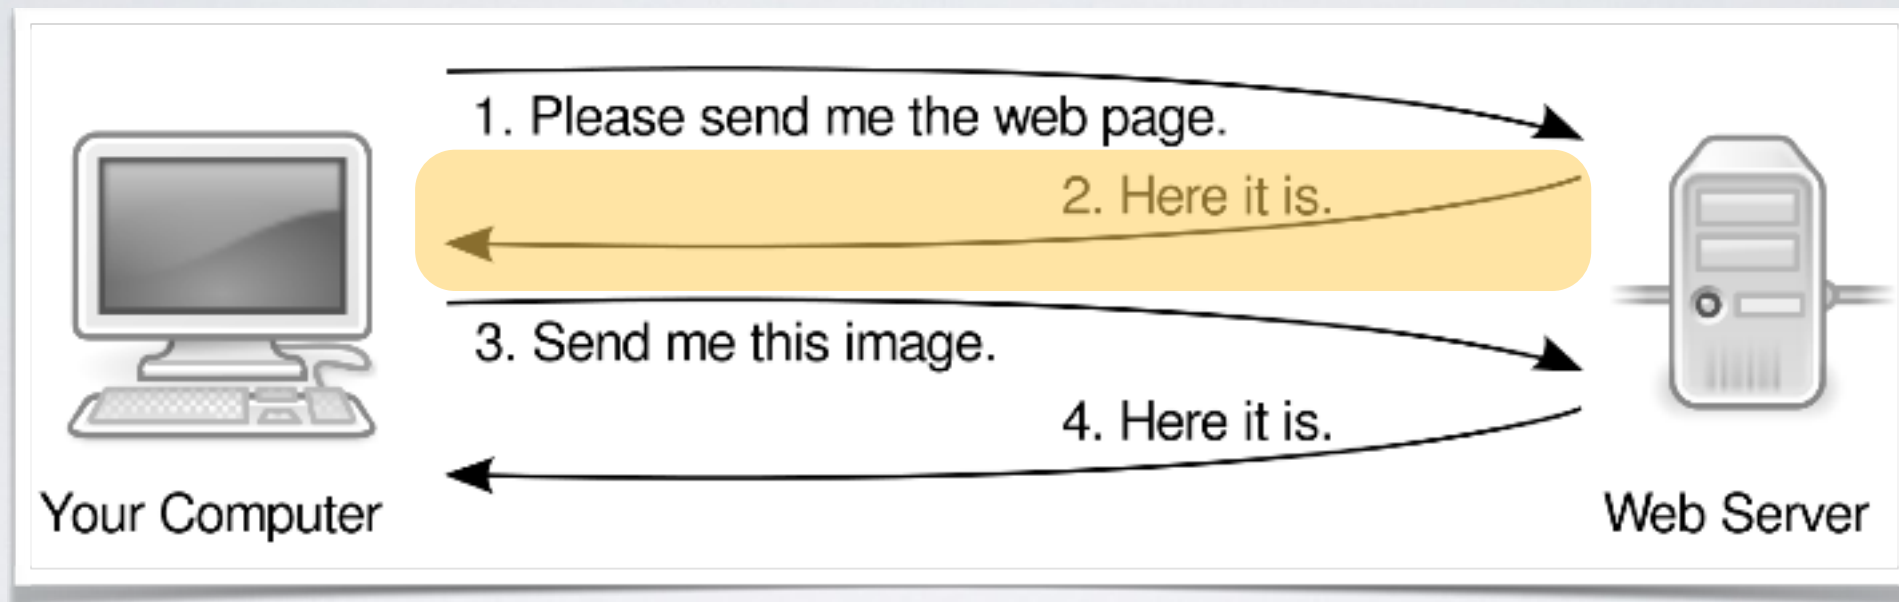 1. Please send me the web page.
2. Here it is.
3. Send me this image.
4. Here it is.
Your Computer
Web Server